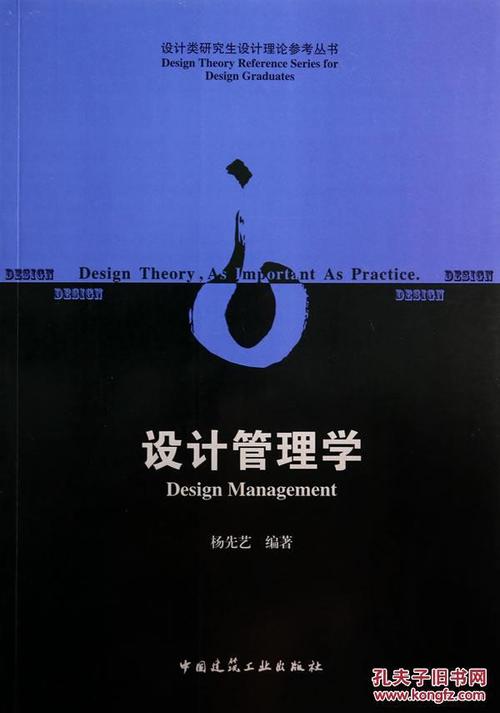 设计类研究生设计理论参考丛书
Design Theory Reference Series for
Design Graduates
DESIGN Design Theory , As Important As Practice. DESIGN
DESIGN DESIGN
设计管理学
Design Management
杨先艺 编著
中国建筑工业出版社
孔夫子旧书网
www.kongfz.com